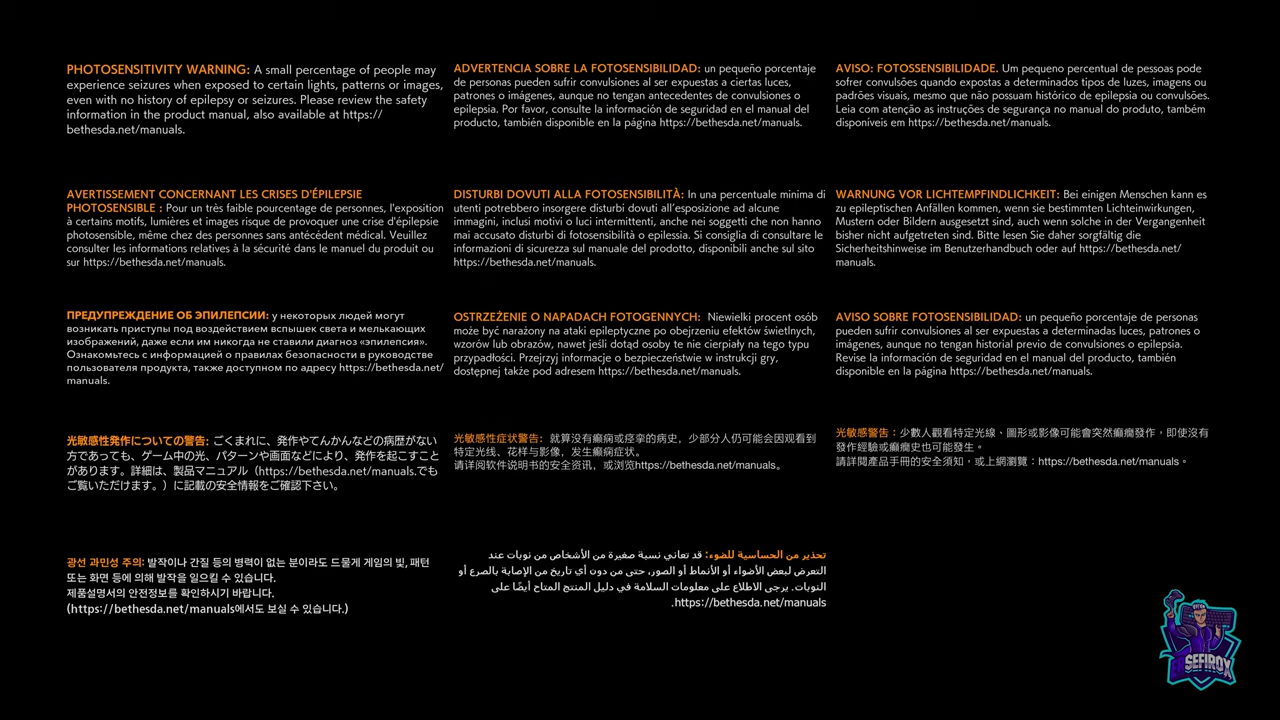 PHOTOSENSITIVITY WARNING: A small percentage of people may
experience seizures when exposed to certain lights, patterns or images,
even with no history of epilepsy or seizures. Please review the safety
information in the product manual, also available at https://
bethesda.net/manuals.
ADVERTENCIA SOBRE LA FOTOSENSIBILIDAD: un pequeño porcentaje
de personas pueden sufrir convulsiones al ser expuestas a ciertas luces,
patrones o imágenes, aunque no tengan antecedentes de convulsiones o
epilepsia. Por favor, consulte la información de seguridad en el manual del
producto, también disponible en la página https://bethesda.net/manuals.
AVISO: FOTOSSENSIBILIDADE. Um pequeno percentual de pessoas pode
sofrer convulsões quando expostas a determinados tipos de luzes, imagens ou
padrões visuais, mesmo que não possuam histórico de epilepsia ou convulsões.
Leia com atenção as instruções de segurança no manual do produto, também
disponíveis em https://bethesda.net/manuals.
AVERTISSEMENT CONCERNANT LES CRISES D'ÉPILEPSIE
PHOTOSENSIBLE : Pour un très faible pourcentage de personnes, l'exposition
à certains motifs, lumières et images risque de provoquer une crise d'épilepsie
photosensible, même chez des personnes sans antécédent médical. Veuillez
consulter les informations relatives à la sécurité dans le manuel du produit ou
sur https://bethesda.net/manuals.
DISTURBI DOVUTI ALLA FOTOSENSIBILITÀ: In una percentuale minima di
utenti potrebbero insorgere disturbi dovuti all’esposizione ad alcune
immagini, inclusi motivi o luci intermittenti, anche nei soggetti che non hanno
mai accusato disturbi di fotosensibilità o epilessia. Si consiglia di consultare le
informazioni di sicurezza sul manuale del prodotto, disponibili anche sul sito
https://bethesda.net/manuals.
WARNUNG VOR LICHTEMPFINDLICHKEIT: Bei einigen Menschen kann es
zu epileptischen Anfällen kommen, wenn sie bestimmten Lichteinwirkungen,
Mustern oder Bildern ausgesetzt sind, auch wenn solche in der Vergangenheit
bisher nicht aufgetreten sind. Bitte lesen Sie daher sorgfältig die
Sicherheitshinweise im Benutzerhandbuch oder auf https://bethesda.net/
manuals.
ПРЕДУПРЕЖДЕНИЕ ОБ ЭПИЛЕПСИИ: у некоторых людей могут
возникать приступы под воздействием вспышек света и мелькающих
изображений, даже если им никогда не ставили диагноз «эпилепсия».
Ознакомьтесь с информацией о правилах безопасности в руководстве
пользователя продукта, также доступном по адресу https://bethesda.net/
manuals.
OSTRZEŻENIE O NAPADACH FOTOGENNYCH: Niewielki procent osób
może być narażony na ataki epileptyczne po obejrzeniu efektów świetlnych,
wzorów lub obrazów, nawet jeśli dotąd osoby te nie cierpiały na tego typu
przypadłości. Przejrzyj informacje o bezpieczeństwie w instrukcji gry,
dostępnej także pod adresem https://bethesda.net/manuals.
AVISO SOBRE FOTOSENSIBILIDAD: un pequeño porcentaje de personas
pueden sufrir convulsiones al ser expuestas a determinadas luces, patrones o
imágenes, aunque no tengan historial previo de convulsiones o epilepsia.
Revise la información de seguridad en el manual del producto, también
disponible en la página https://bethesda.net/manuals.
光敏感性発作についての警告: ごくまれに、発作やてんかんなどの病歴がない
方であっても、ゲーム中の光、パターンや画面などにより、発作を起こすこと
があります。詳細は、製品マニュアル（https://bethesda.net/manuals.でも
ご覧いただけます。）に記載の安全情報をご確認下さい。
光敏感性症状警告：就算没有癫痫或痉挛的病史，少部分人仍可能会因观看到
特定光线、花样与影像，发生癫痫症状。
请详阅软件说明书的安全资讯，或浏览https://bethesda.net/manuals。
光敏感警告：少數人觀看特定光線、圖形或影像可能會突然癲癇發作，即使沒有
發作經驗或癲癇史也可能發生。
請詳閱產品手冊的安全須知，或上網瀏覽：https://bethesda.net/manuals。
광선 과민성 주의: 발작이나 간질 등의 병력이 없는 분이라도 드물게 게임의 빛, 패턴
또는 화면 등에 의해 발작을 일으킬 수 있습니다.
제품설명서의 안전정보를 확인하시기 바랍니다.
(https://bethesda.net/manuals에서도 보실 수 있습니다.)
تحذير من الحساسية للضوء: قد تعاني نسبة صغيرة من الأشخاص من نوبات عند
التعرض لبعض الأضواء أو الأنماط أو الصور، حتى من دون أي تاريخ من الإصابة بالصرع أو
النوبات. يرجى الاطلاع على معلومات السلامة في دليل المنتج المتاح أيضًا على
https://bethesda.net/manuals.
SEFIROX